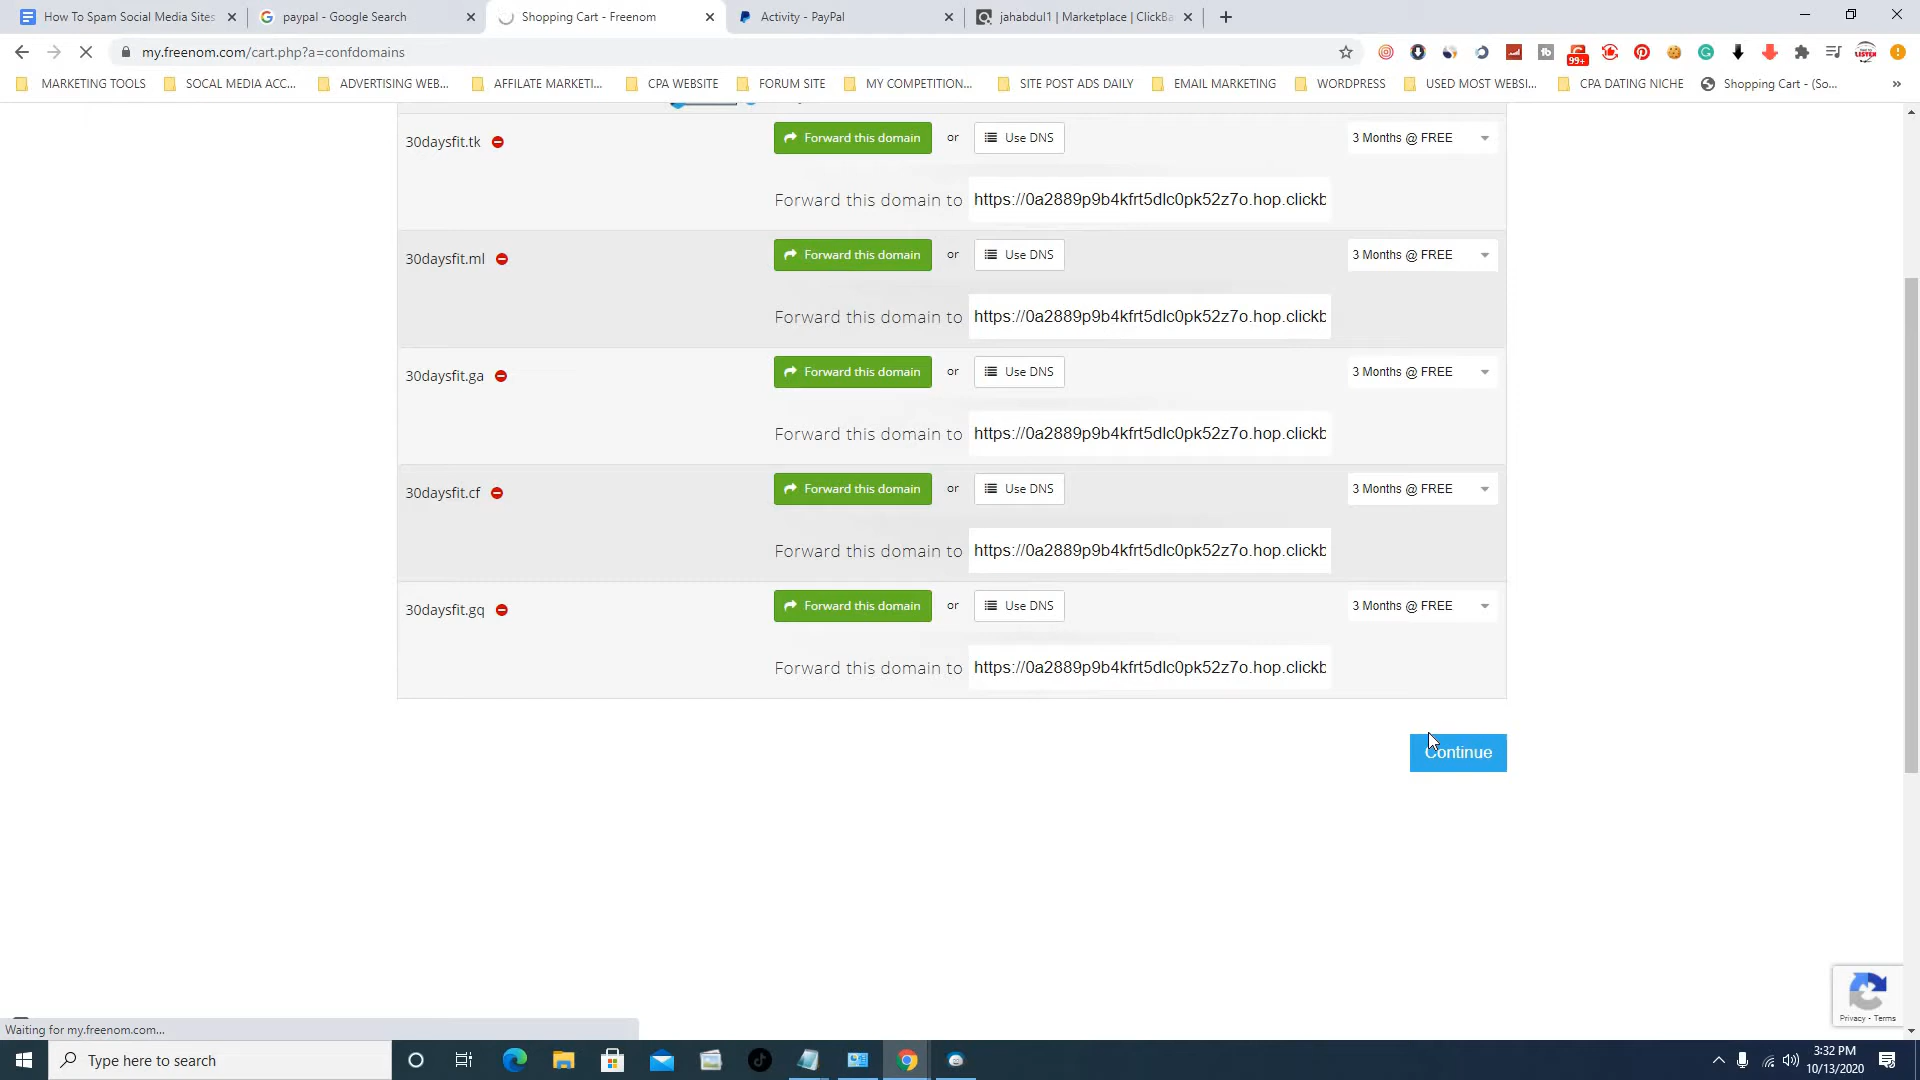 How To Spam Social Media Sites
paypal - Google Search
Shopping Cart - Freenom
Activity - PayPal
jahabdul1 | Marketplace | ClickBa
my.freenom.com/cart.php?a=confdomains
99+
MARKETING TOOLS
SOCAL MEDIA ACC...
ADVERTISING WEB...
AFFILATE MARKETI...
CPA WEBSITE
FORUM SITE
MY COMPETITION...
SITE POST ADS DAILY
EMAIL MARKETING
WORDPRESS
USED MOST WEBSI...
CPA DATING NICHE
Shopping Cart - (So...
»
30daysfit.tk
Forward this domain or Use DNS
3 Months @ FREE
Forward this domain to https://0a2889p9b4kfrt5dlc0pk52z7o.hop.clickb
30daysfit.ml
Forward this domain or Use DNS
3 Months @ FREE
Forward this domain to https://0a2889p9b4kfrt5dlc0pk52z7o.hop.clickb
30daysfit.ga
Forward this domain or Use DNS
3 Months @ FREE
Forward this domain to https://0a2889p9b4kfrt5dlc0pk52z7o.hop.clickb
30daysfit.cf
Forward this domain or Use DNS
3 Months @ FREE
Forward this domain to https://0a2889p9b4kfrt5dlc0pk52z7o.hop.clickb
30daysfit.gq
Forward this domain or Use DNS
3 Months @ FREE
Forward this domain to https://0a2889p9b4kfrt5dlc0pk52z7o.hop.clickb
Continue
Privacy - Terms
Waiting for my.freenom.com...
Type here to search
3:32 PM
10/13/2020